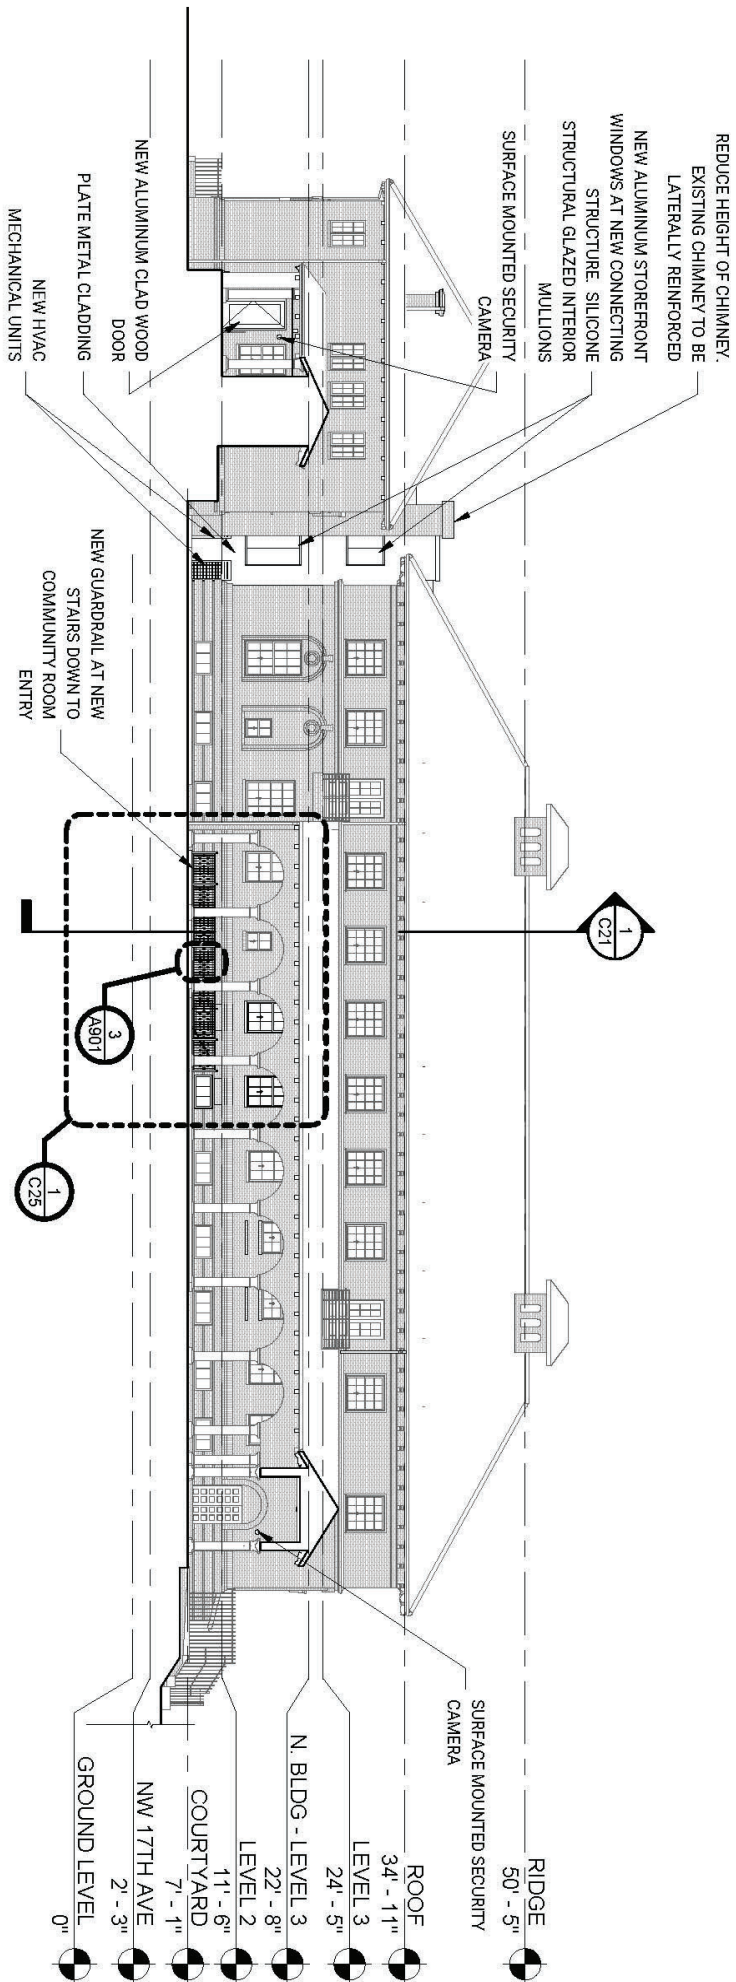 REDUCE HEIGHT OF CHIMNEY.
EXISTING CHIMNEY TO BE
LATERALLY REINFORCED
NEW ALUMINUM STOREFRONT
WINDOWS AT NEW CONNECTING
STRUCTURE. SILICONE
STRUCTURAL GLAZED INTERIOR
MULLIONS
SURFACE MOUNTED SECURITY
CAMERA
NEW ALUMINUM CLAD WOOD
DOOR
PLATE METAL CLADDING
NEW HVAC
MECHANICAL UNITS
NEW GUARDRAIL AT NEW
STAIRS DOWN TO
COMMUNITY ROOM
ENTRY
1
C21
3
A901
1
C25
SURFACE MOUNTED SECURITY
CAMERA
RIDGE
50' - 5"
ROOF
34' - 11"
LEVEL 3
24' - 5"
N. BLDG - LEVEL 3
22' - 8"
LEVEL 2
11' - 6"
COURTYARD
7' - 1"
NW 17TH AVE
2' - 3"
GROUND LEVEL
0"